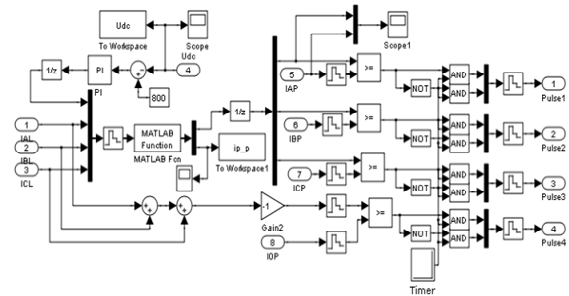 Udc
To Workspace
Scope
Scope1
Udc
1/z
PI
4
PI
800
5
IAP
>=
NOT
AND
AND
1
Pulse1
1/z
1
IAL
2
IBL
3
ICL
MATLAB
Function
MATLAB Fcn
ip_p
To Workspace1
6
IBP
>=
NOT
AND
AND
2
Pulse2
7
ICP
>=
NOT
AND
AND
3
Pulse3
-1
Gain2
8
I0P
>=
NOT
AND
AND
4
Pulse4
Timer